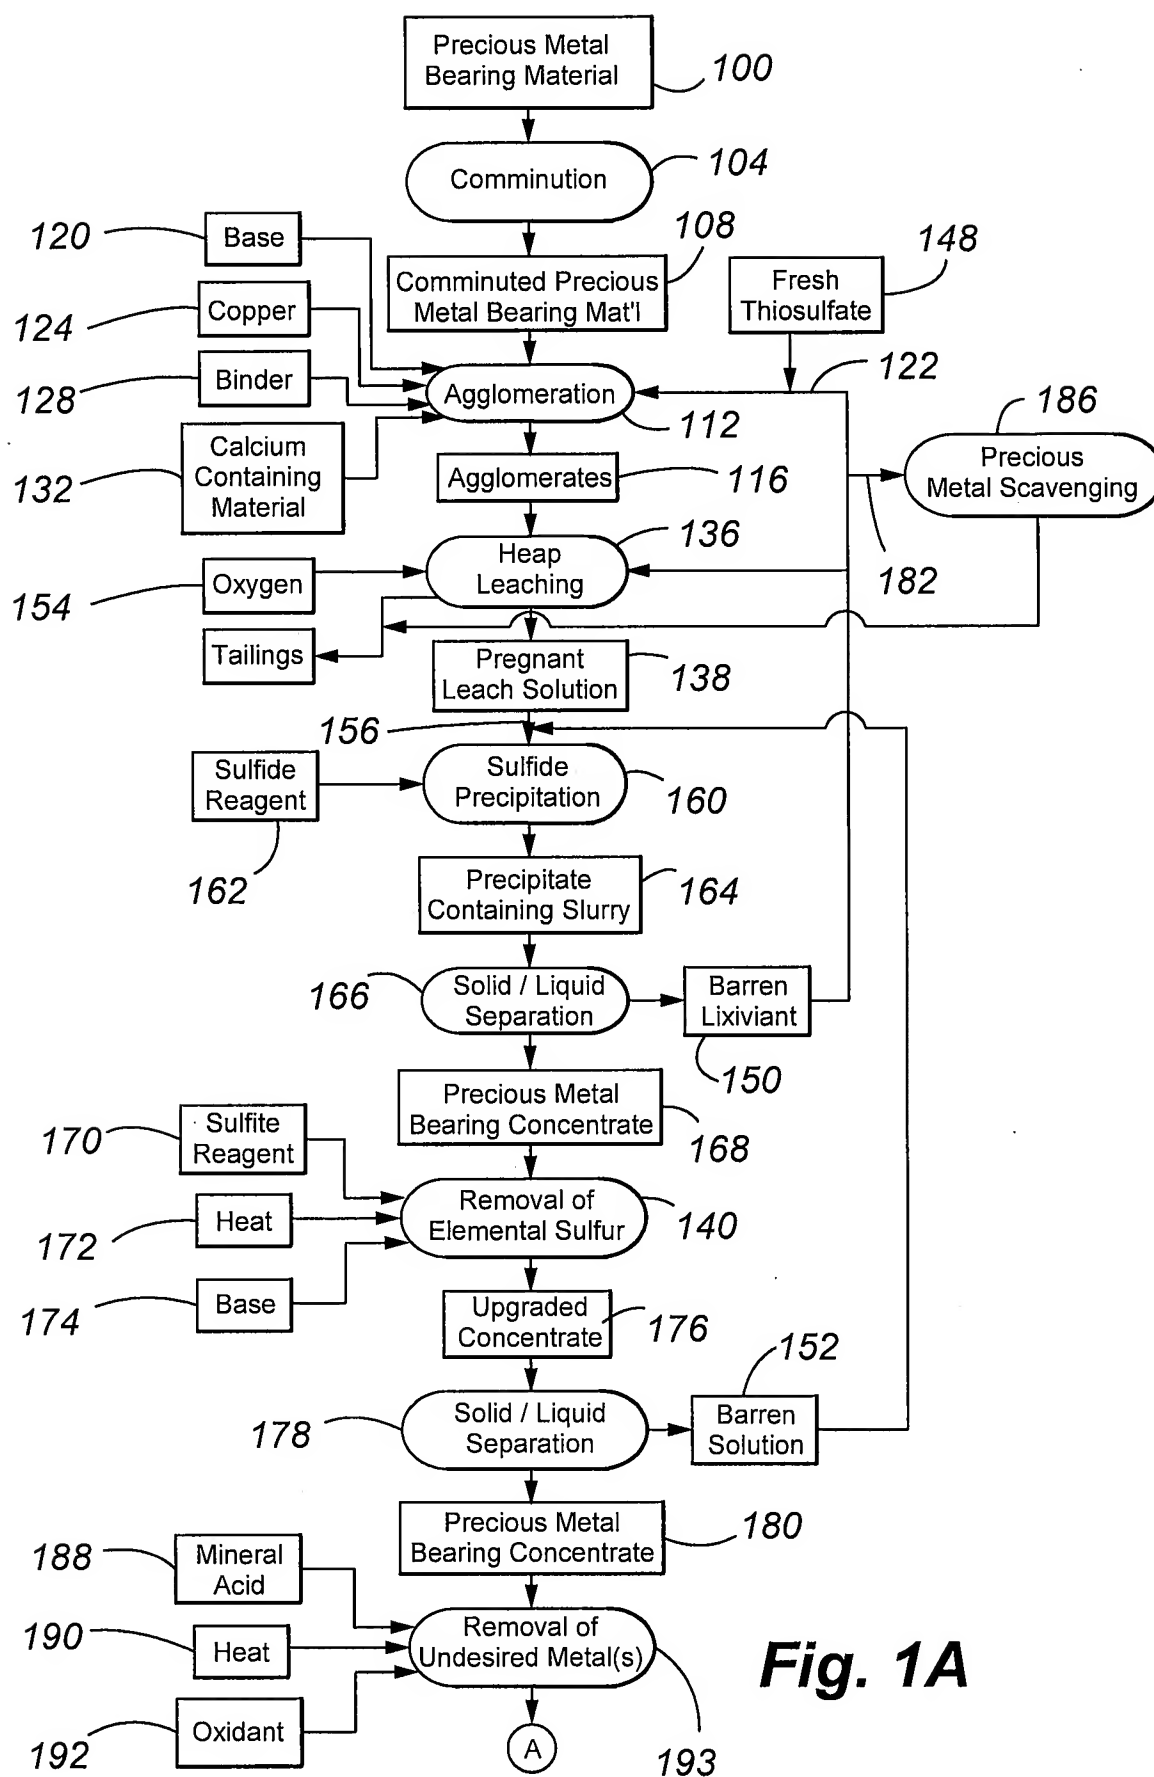 Precious Metal
Bearing Material
100
Comminution
104
120
Base
108
148
Comminuted Precious
Metal Bearing Mat'l
Fresh
Thiosulfate
124
Copper
122
128
Binder
Agglomeration
112
186
Precious
Metal Scavenging
132
Calcium
Containing
Material
Agglomerates
116
136
182
154
Oxygen
Heap
Leaching
Tailings
Pregnant
Leach Solution
138
156
Sulfide
Reagent
162
Sulfide
Precipitation
160
Precipitate
Containing Slurry
164
166
Solid / Liquid
Separation
Barren
Lixiviant
150
Precious Metal
Bearing Concentrate
168
170
Sulfite
Reagent
172
Heat
Removal of
Elemental Sulfur
140
174
Base
Upgraded
Concentrate
176
152
178
Solid / Liquid
Separation
Barren
Solution
Precious Metal
Bearing Concentrate
180
188
Mineral
Acid
190
Heat
Removal of
Undesired Metal(s)
193
192
Oxidant
A
Fig. 1A